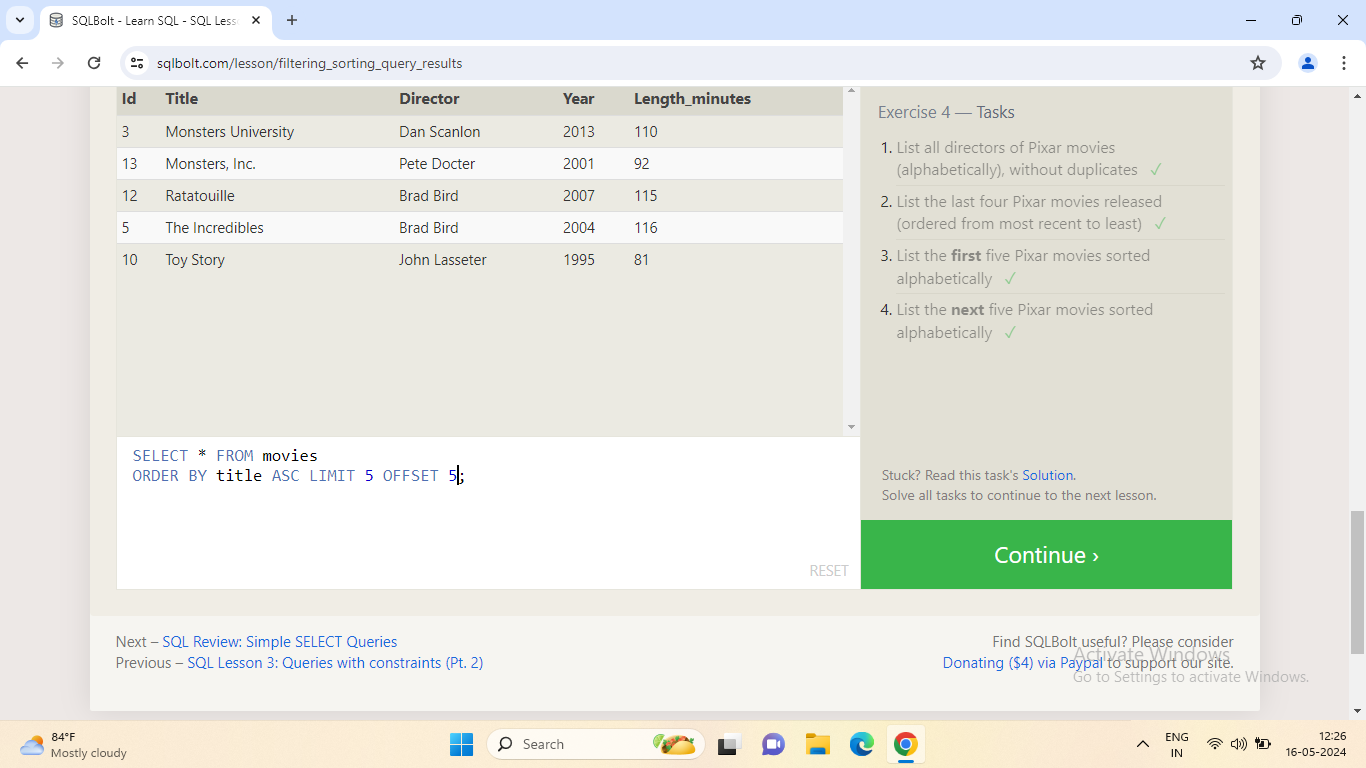 SQLBolt - Learn SQL - SQL Less
sqlbolt.com/lesson/filtering_sorting_query_results
Id Title Director Year Length_minutes
3 Monsters University Dan Scanlon 2013 110
13 Monsters, Inc. Pete Docter 2001 92
12 Ratatouille Brad Bird 2007 115
5 The Incredibles Brad Bird 2004 116
10 Toy Story John Lasseter 1995 81
SELECT * FROM movies
ORDER BY title ASC LIMIT 5 OFFSET 5;
RESET
Exercise 4 — Tasks
1. List all directors of Pixar movies
(alphabetically), without duplicates ✓
2. List the last four Pixar movies released
(ordered from most recent to least) ✓
3. List the first five Pixar movies sorted
alphabetically ✓
4. List the next five Pixar movies sorted
alphabetically ✓
Stuck? Read this task's Solution.
Solve all tasks to continue to the next lesson.
Continue ›
Next – SQL Review: Simple SELECT Queries
Previous – SQL Lesson 3: Queries with constraints (Pt. 2)
Find SQLBolt useful? Please consider
Donating ($4) via Paypal to support our site.
Activate Windows
Go to Settings to activate Windows.
84°F
Mostly cloudy
Search
ENG
IN
12:26
16-05-2024